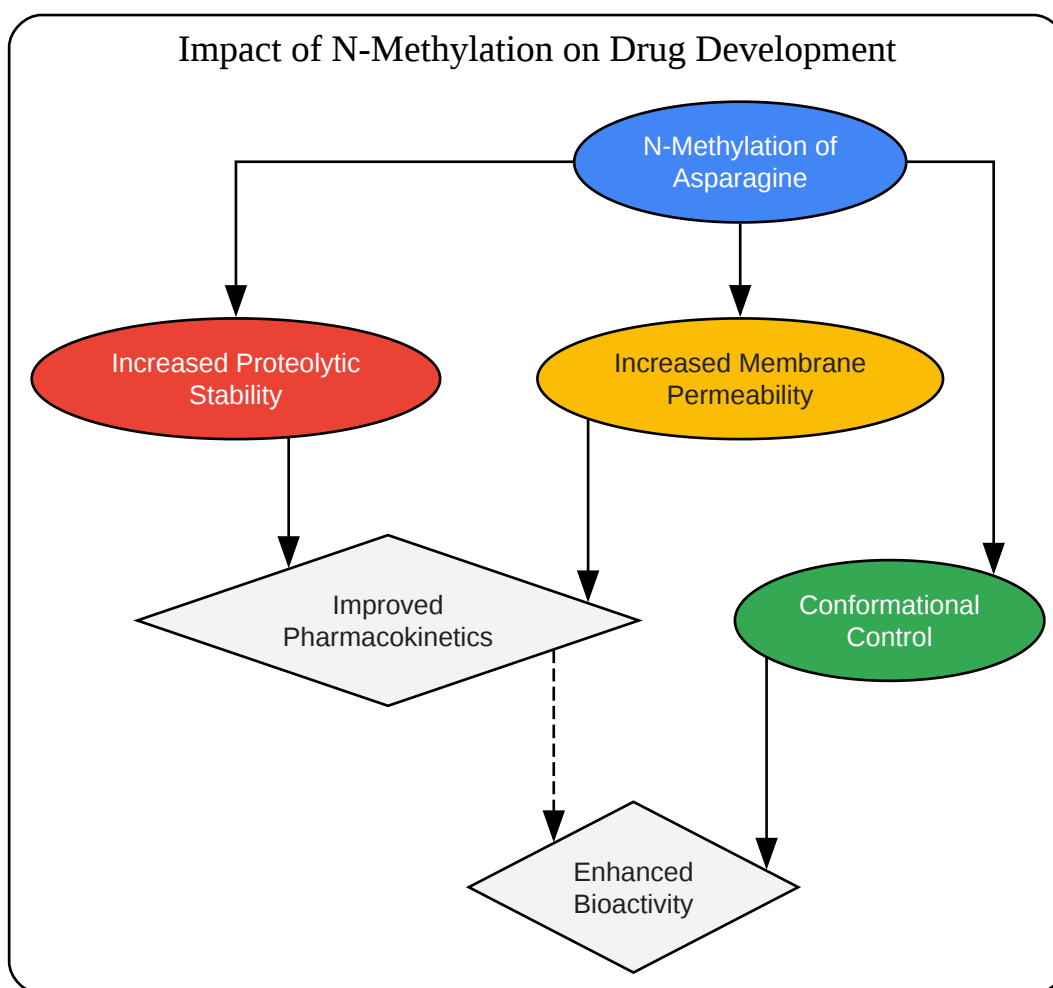 Impact of N-Methylation on Drug Development
N-Methylation of
Asparagine
Increased Proteolytic
Stability
Increased Membrane
Permeability
Improved
Pharmacokinetics
Conformational
Control
Enhanced
Bioactivity